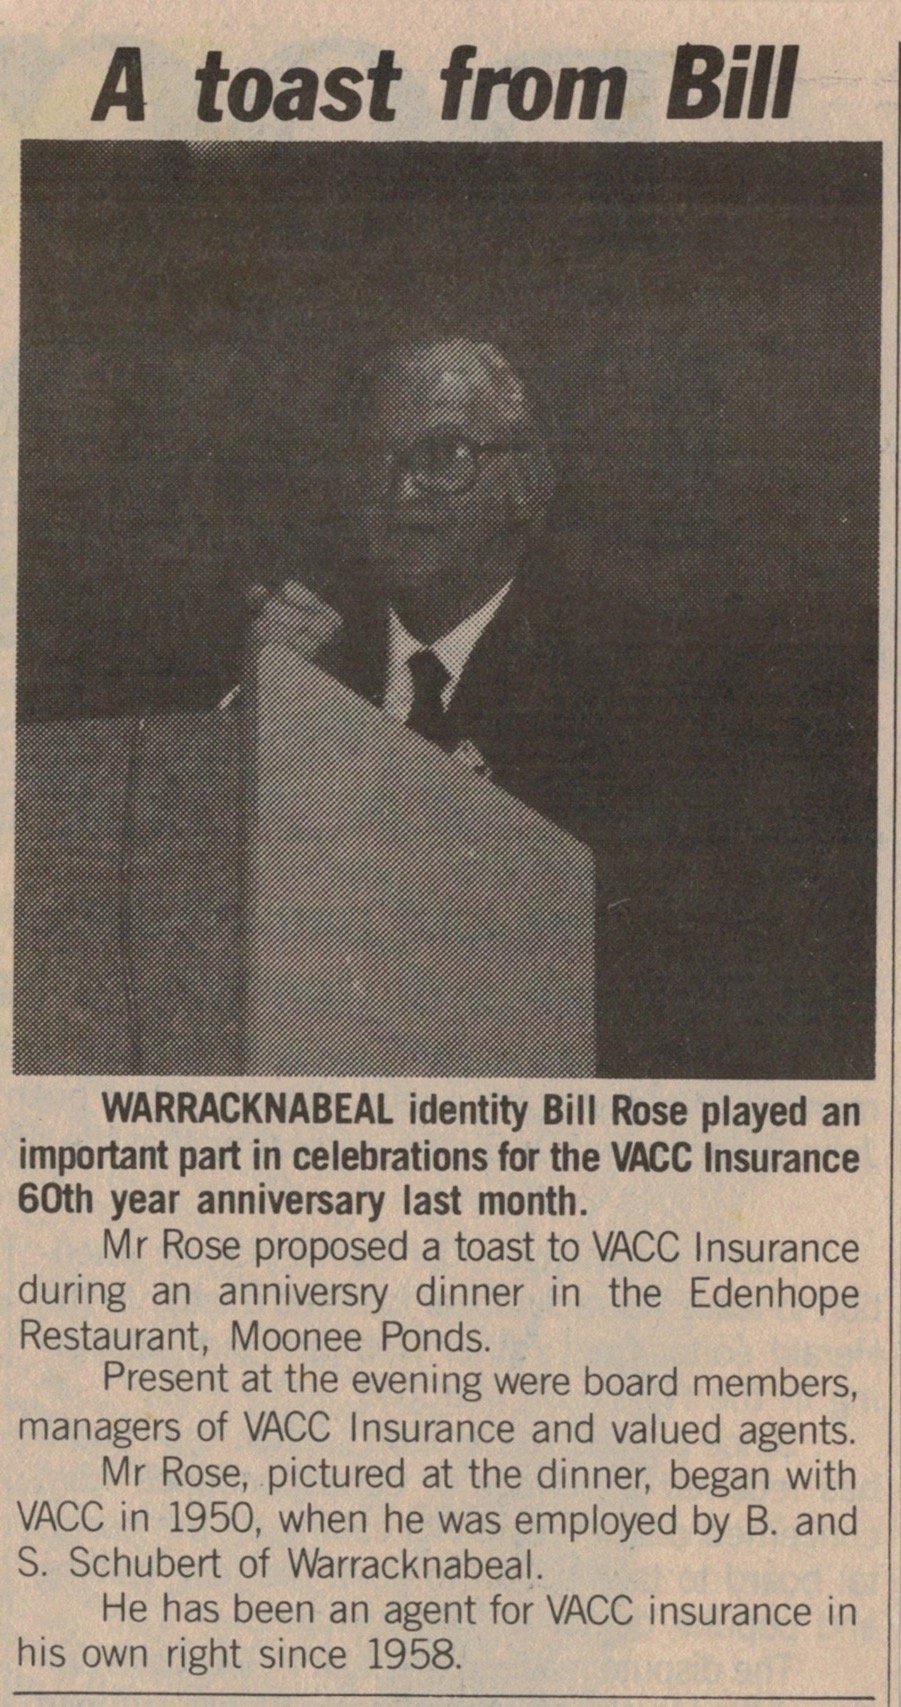 A toast from Bill
WARRACKNABEAL identity Bill Rose played an
important part in celebrations for the VACC Insurance
60th year anniversary last month.
Mr Rose proposed a toast to VACC Insurance
during an anniversry dinner in the Edenhope
Restaurant, Moonee Ponds.
Present at the evening were board members,
managers of VACC Insurance and valued agents.
Mr Rose, pictured at the dinner, began with
VACC in 1950, when he was employed by B. and
S. Schubert of Warracknabeal.
He has been an agent for VACC insurance in
his own right since 1958.